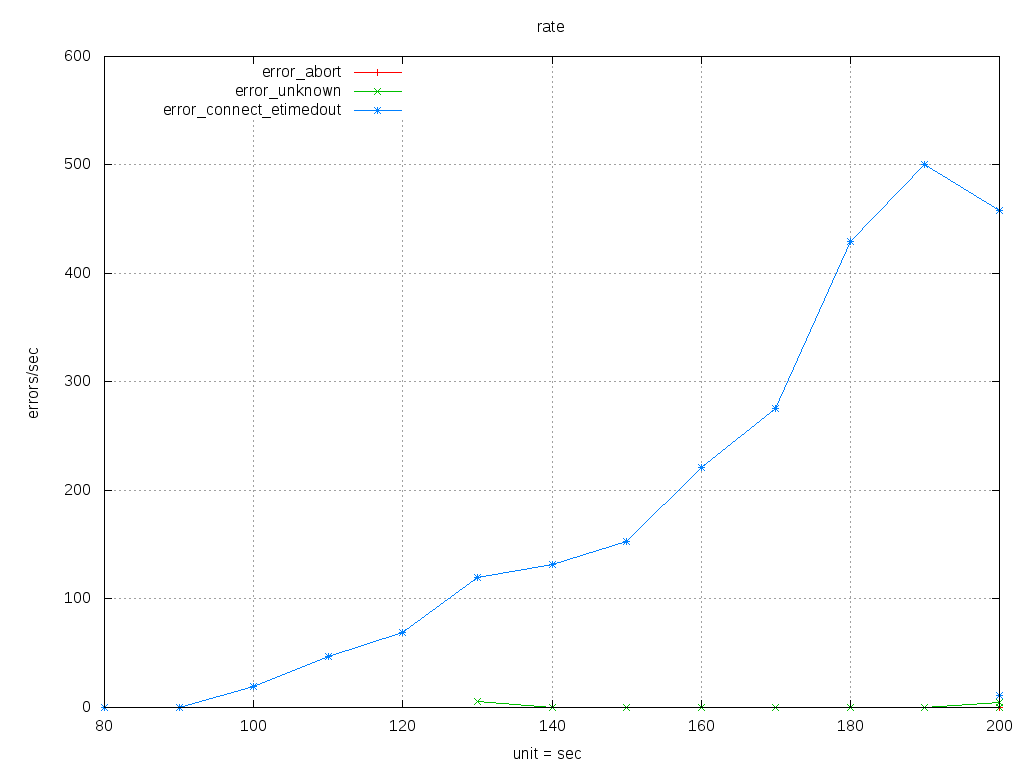 rate
600
500
400
300
200
100
0
error_abort
error_unknown
error_connect_etimedout
errors/sec
80 100 120 140 160 180 200
unit = sec